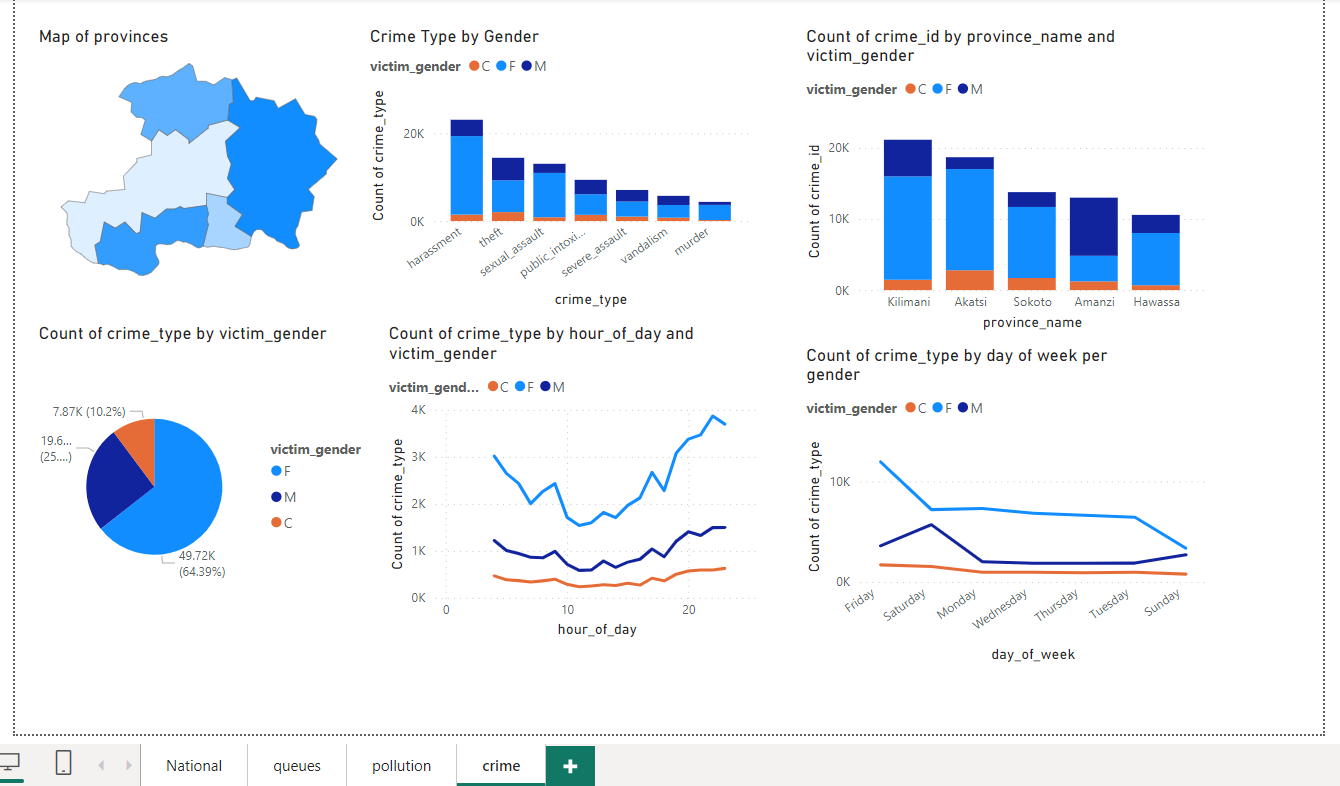 Map of provinces
Crime Type by Gender
victim_gender C F M
Count of crime_type
20K
0K
harassment
theft
sexual_assault
public_intoxi...
severe_assault
vandalism
murder
crime_type
Count of crime_id by province_name and
victim_gender
victim_gender C F M
Count of crime_id
20K
10K
0K
Kilimani Akatsi Sokoto Amanzi Hawassa
province_name
Count of crime_type by victim_gender
7.87K (10.2%)
19.6...
(25....)
49.72K
(64.39%)
victim_gender
F
M
C
Count of crime_type by hour_of_day and
victim_gender
victim_gend... C F M
Count of crime_type
4K
3K
2K
1K
0K
0 10 20
hour_of_day
Count of crime_type by day of week per
gender
victim_gender C F M
Count of crime_type
10K
0K
Friday
Saturday
Monday
Wednesday
Thursday
Tuesday
Sunday
day_of_week
National queues pollution crime